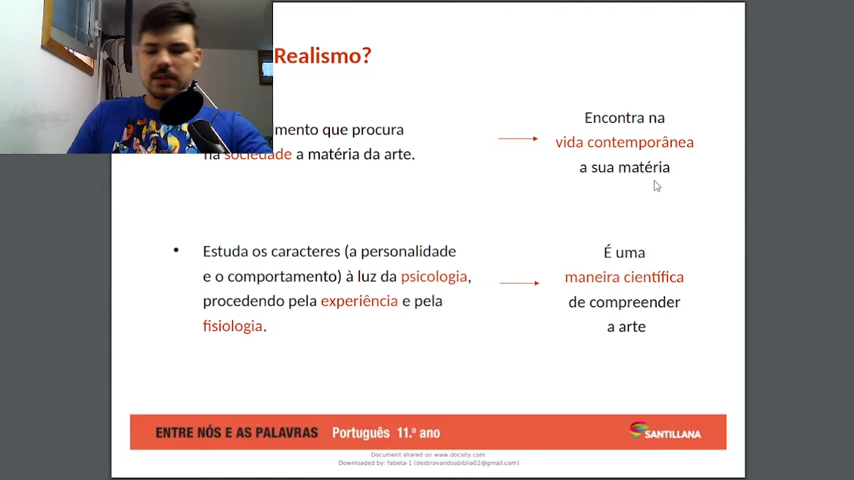 Realismo?
mento que procura
na sociedade a matéria da arte.
Encontra na
vida contemporânea
a sua matéria
• Estuda os caracteres (a personalidade
e o comportamento) à luz da psicologia,
procedendo pela experiência e pela
fisiologia.
É uma
maneira científica
de compreender
a arte
ENTRE NÓS E AS PALAVRAS Português 11.º ano
SANTILLANA
Document shared on www.docsity.com
Downloaded by: fabeta-1 (desbravandoabiblia02@gmail.com)